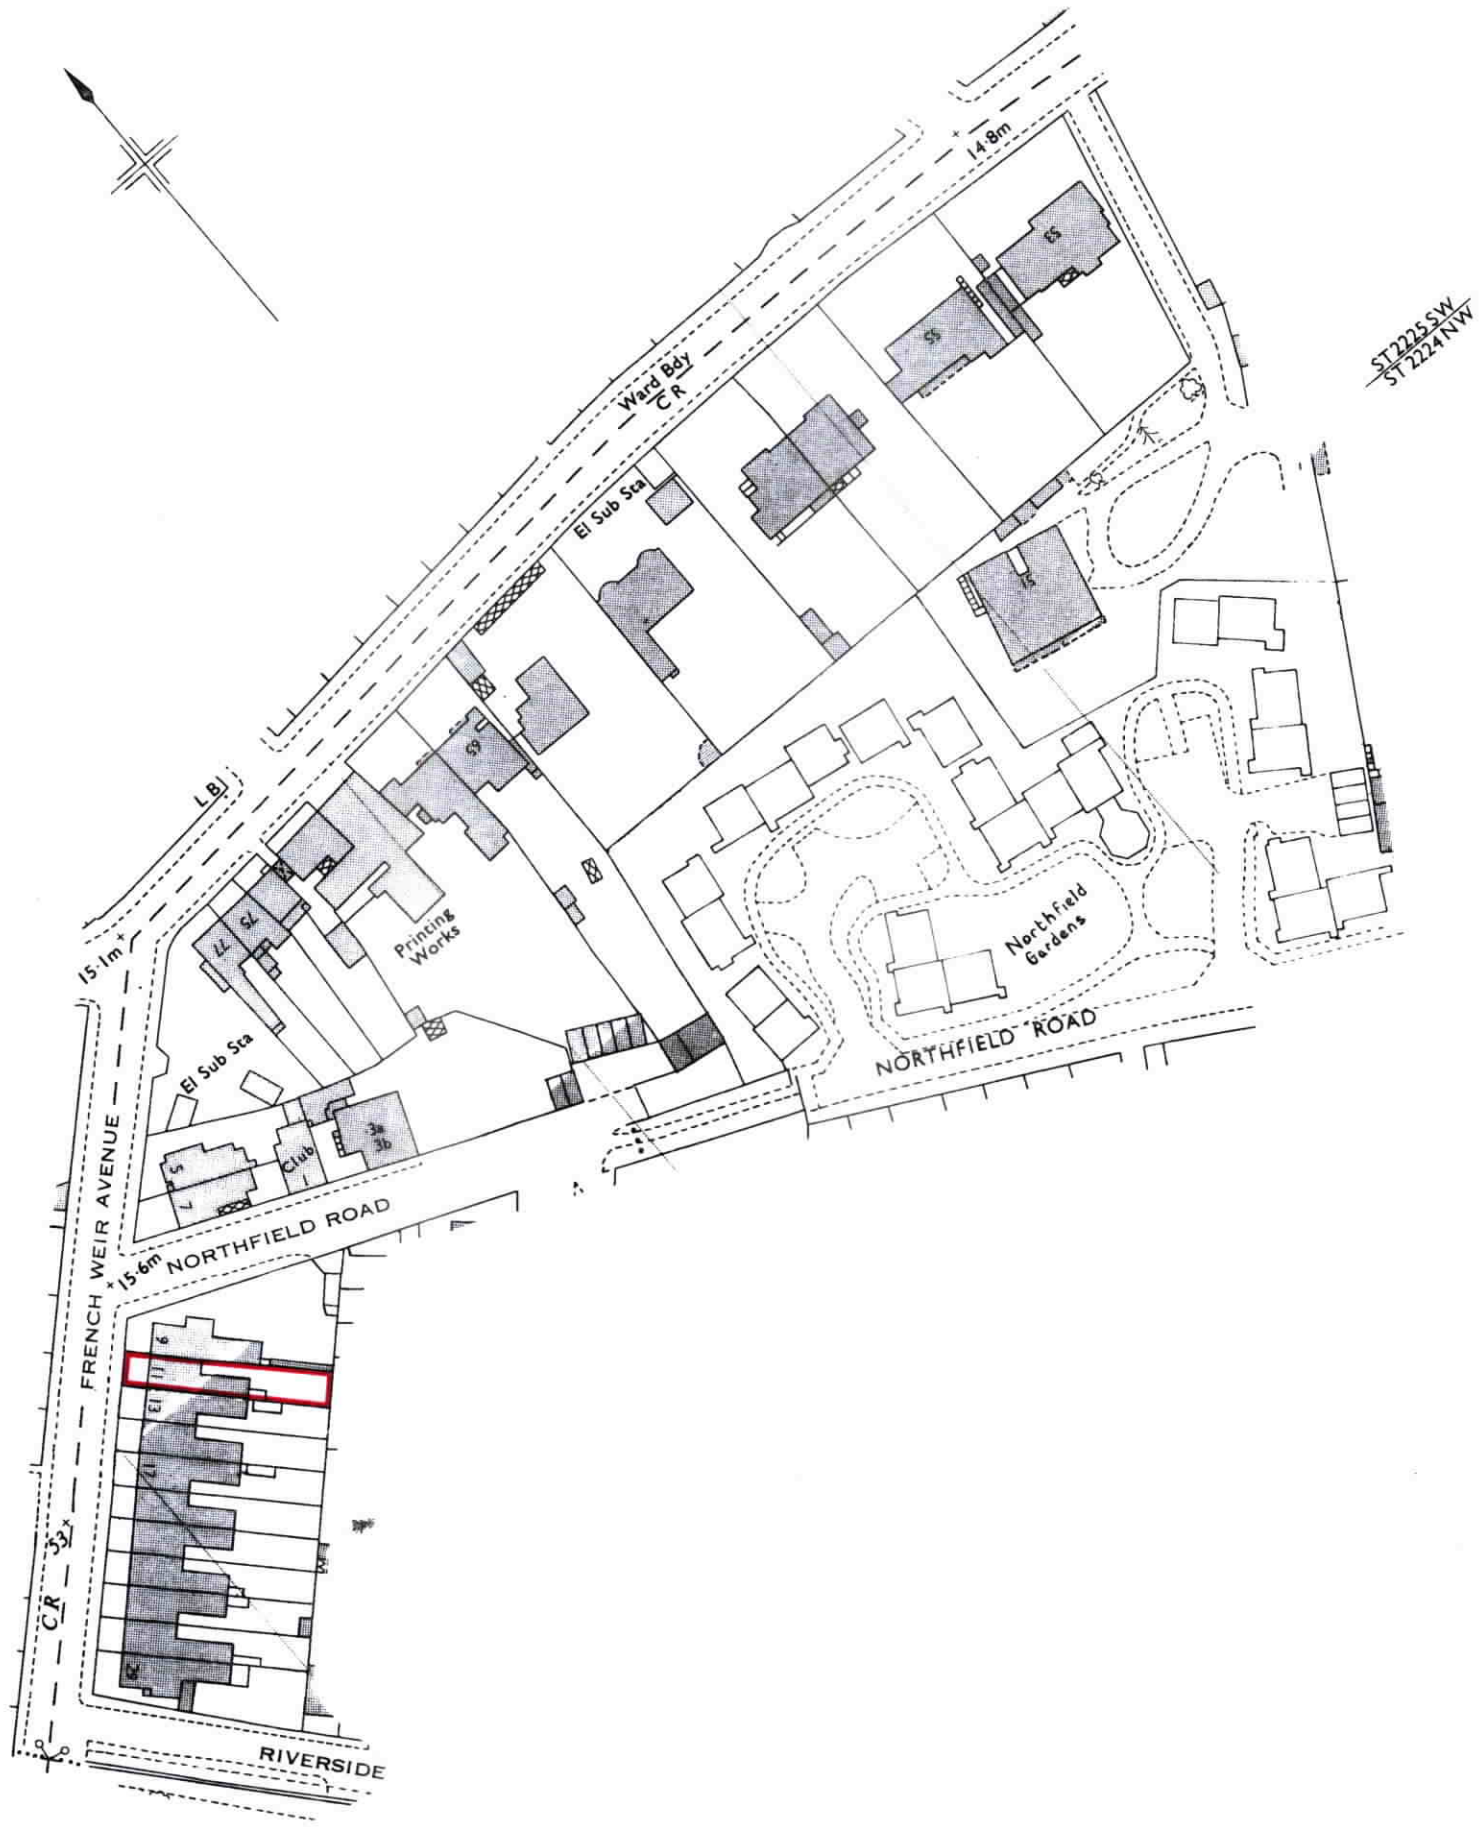 14·8m
53
ST 2225 SW
ST 2224 NW
55
Ward Bdy
C R
El Sub Sta
51
65
L B
Northfield
Gardens
Printing
Works
75
77
15·1m
NORTHFIELD ROAD
El Sub Sta
3a
3b
Club
1
5
7
FRENCH WEIR AVENUE
NORTHFIELD ROAD
15·6m
9
11
13
17
53
C R
29
RIVERSIDE